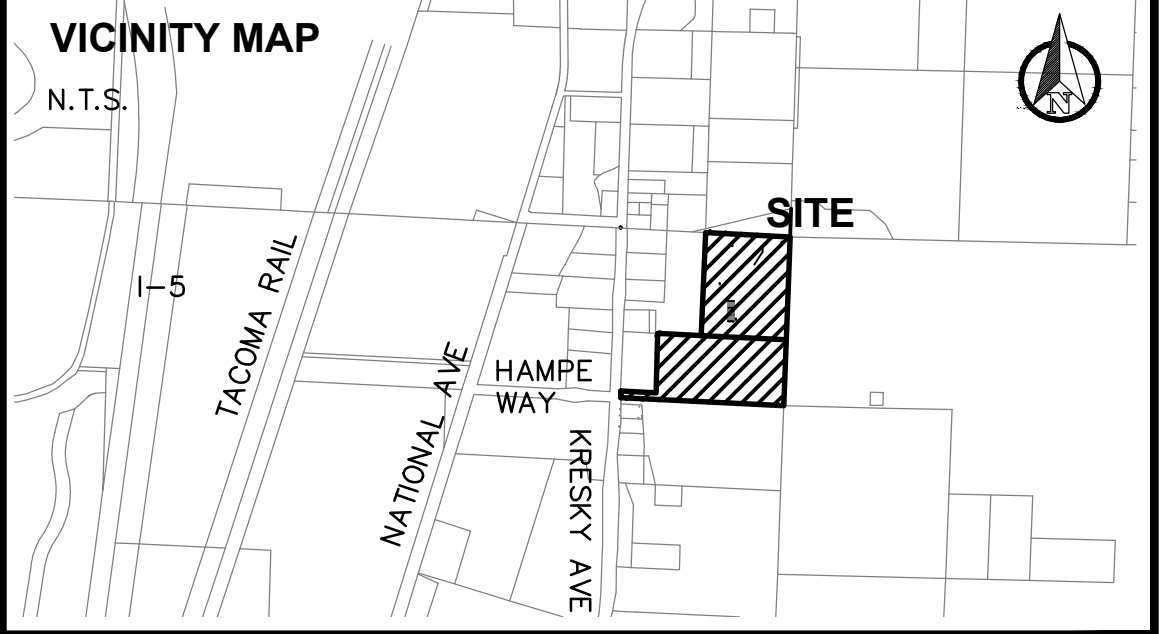 VICINITY MAP
N.T.S.
N
SITE
I-5
TACOMA RAIL
NATIONAL AVE
HAMPE
WAY
KRESKY AVE